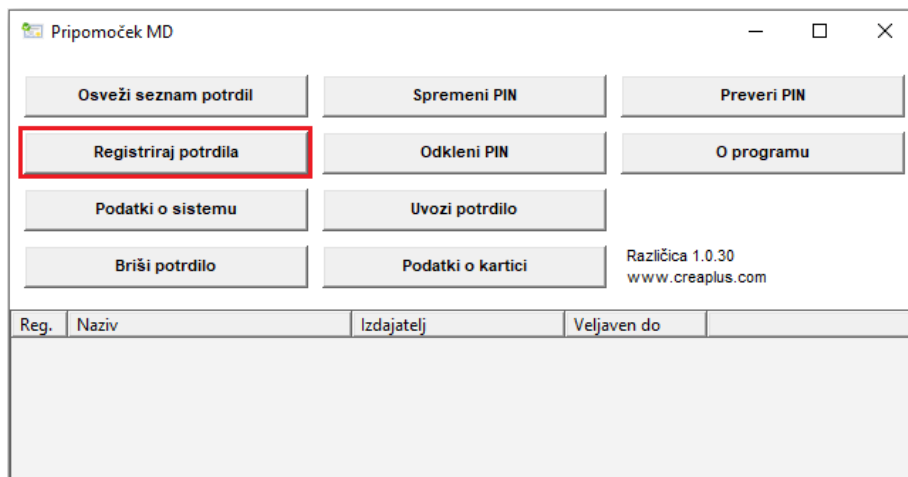 Pripomoček MD
Osveži seznam potrdil
Spremeni PIN
Preveri PIN
Registriraj potrdila
Odkleni PIN
O programu
Podatki o sistemu
Uvozi potrdilo
Briši potrdilo
Podatki o kartici
Različica 1.0.30
www.creaplus.com
Reg. Naziv Izdajatelj Veljaven do